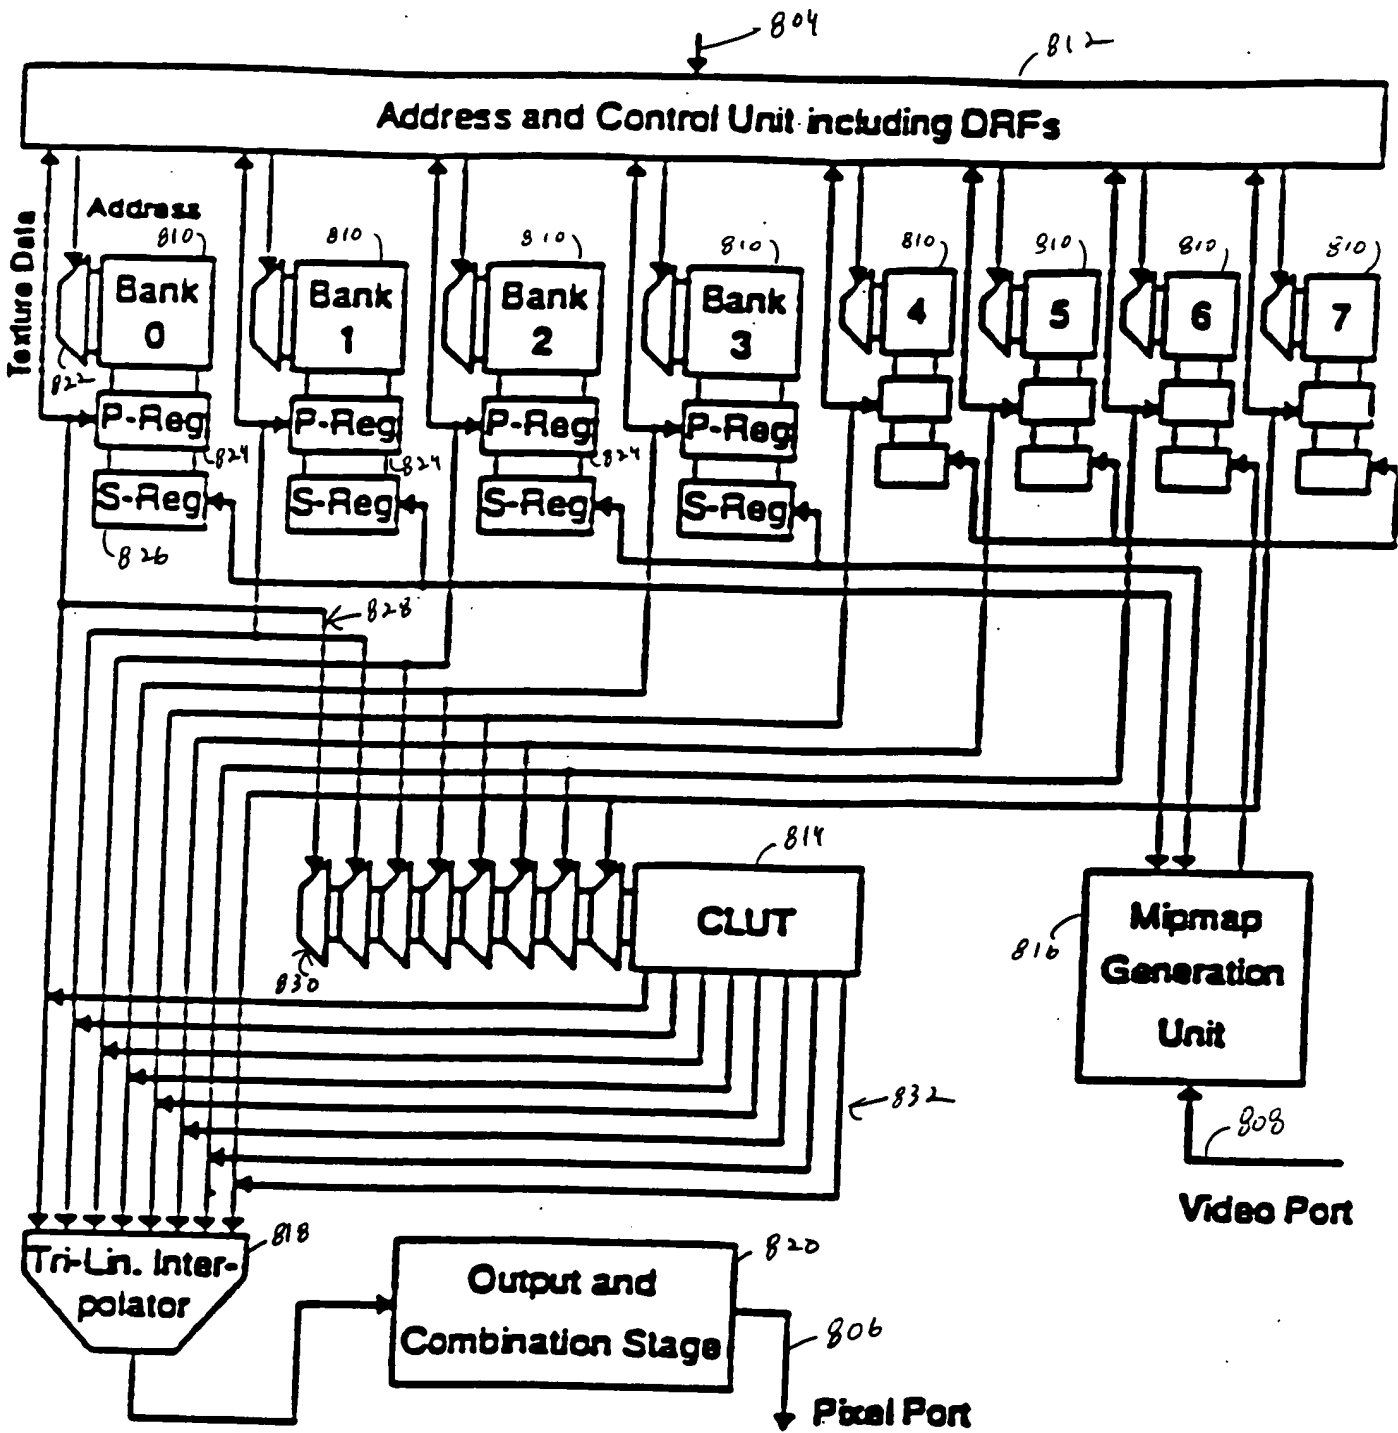 804
812
Address and Control Unit including DRFs
Texture Data
Address
810
810
810
810
810
810
810
810
Bank
0
Bank
1
Bank
2
Bank
3
4
5
6
7
822
P-Reg
P-Reg
P-Reg
P-Reg
824
824
824
S-Reg
S-Reg
S-Reg
S-Reg
826
828
814
CLUT
830
816
Mipmap
Generation
Unit
832
808
Video Port
818
Tri-Lin. Inter-
polator
820
Output and
Combination Stage
806
Pixel Port